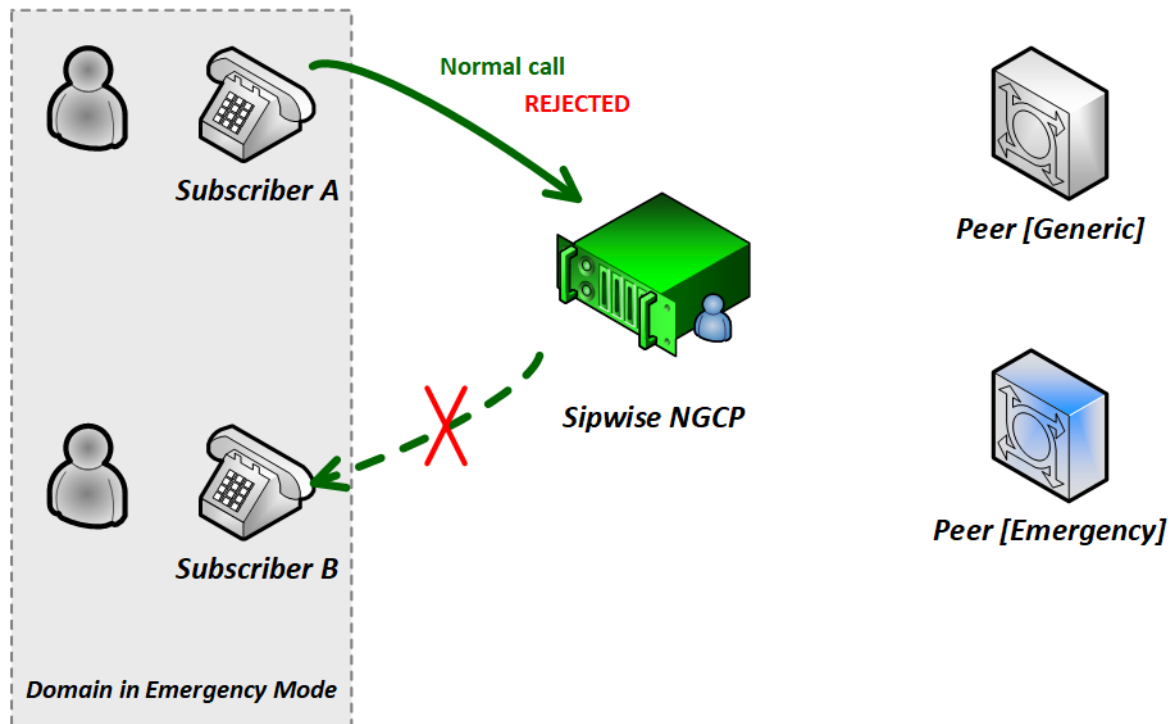 Normal call
REJECTED
Subscriber A
Peer [Generic]
Sipwise NGCP
Subscriber B
Peer [Emergency]
Domain in Emergency Mode